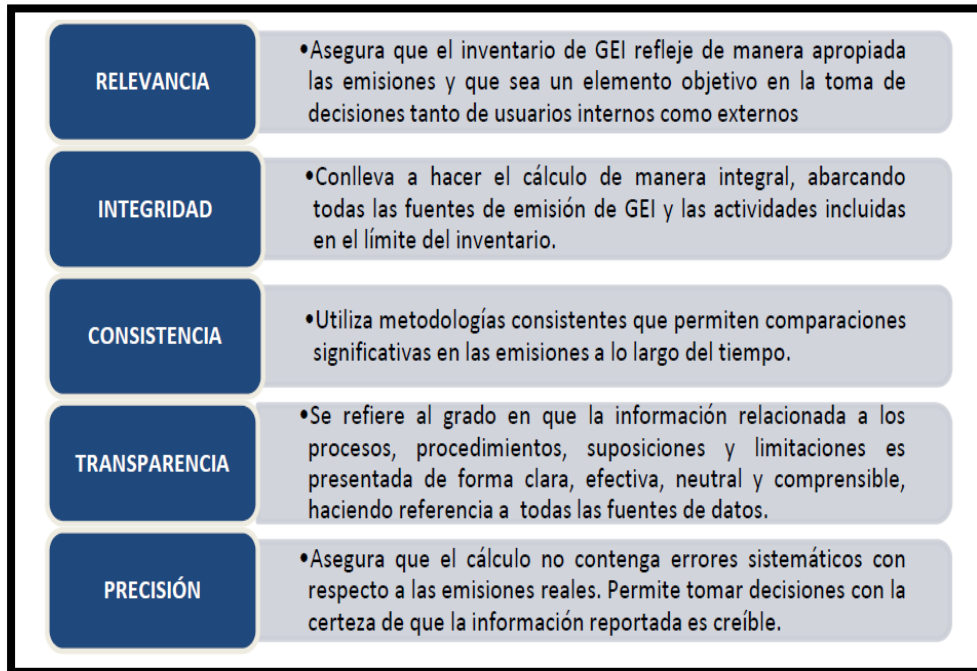 RELEVANCIA
•Asegura que el inventario de GEI refleje de manera apropiada
las emisiones y que sea un elemento objetivo en la toma de
decisiones tanto de usuarios internos como externos
INTEGRIDAD
•Conlleva a hacer el cálculo de manera integral, abarcando
todas las fuentes de emisión de GEI y las actividades incluidas
en el límite del inventario.
CONSISTENCIA
•Utiliza metodologías consistentes que permiten comparaciones
significativas en las emisiones a lo largo del tiempo.
TRANSPARENCIA
•Se refiere al grado en que la información relacionada a los
procesos, procedimientos, suposiciones y limitaciones es
presentada de forma clara, efectiva, neutral y comprensible,
haciendo referencia a todas las fuentes de datos.
PRECISIÓN
•Asegura que el cálculo no contenga errores sistemáticos con
respecto a las emisiones reales. Permite tomar decisiones con la
certeza de que la información reportada es creíble.